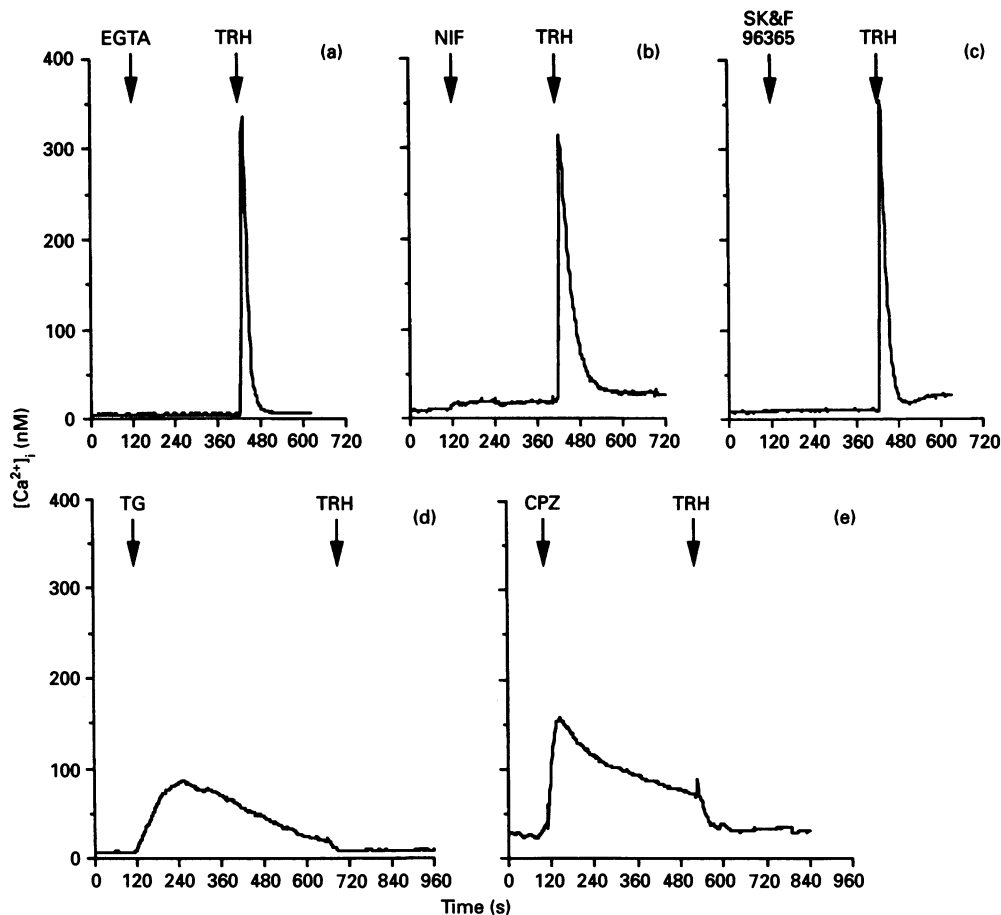 EGTA TRH (a)
NIF TRH (b)
SK&F
96365 TRH (c)
400
300
200
100
0
0 120 240 360 480 600 720
0 120 240 360 480 600 720
0 120 240 360 480 600 720
[Ca²⁺]ᵢ (nM)
TG TRH (d)
CPZ TRH (e)
400
300
200
100
0
0 120 240 360 480 600 720 840 960
0 120 240 360 480 600 720 840 960
Time (s)